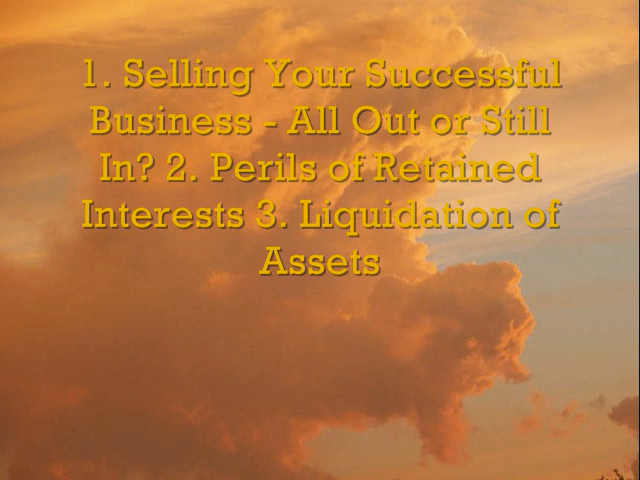 1. Selling Your Successful
Business - All Out or Still
In? 2. Perils of Retained
Interests 3. Liquidation of
Assets